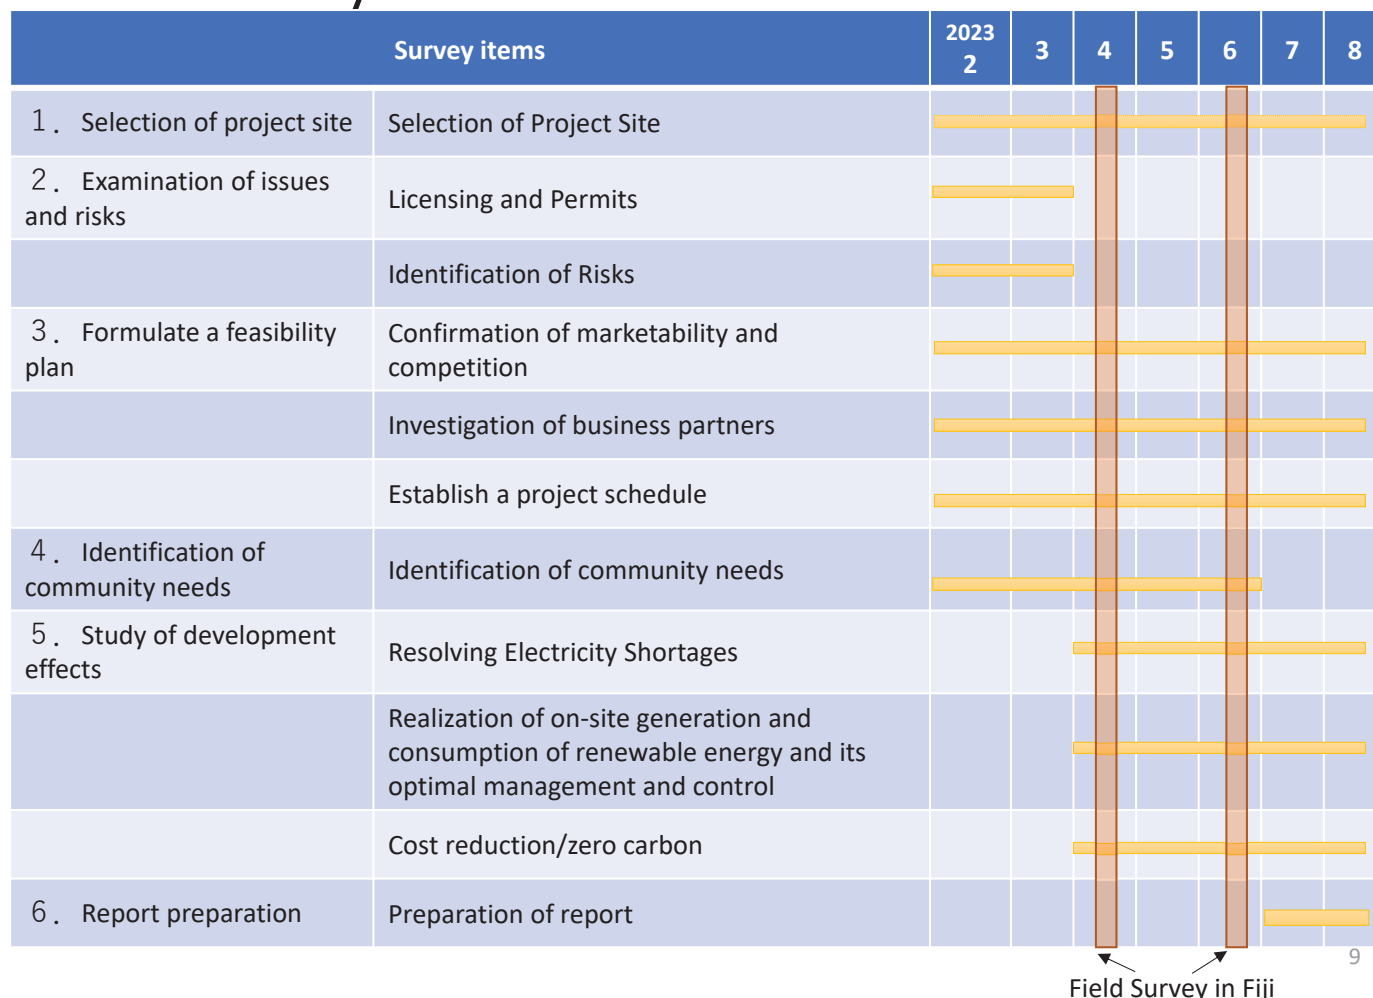 Survey items
2023
2 3 4 5 6 7 8
１．Selection of project site Selection of Project Site
２．Examination of issues
and risks
Licensing and Permits
Identification of Risks
３．Formulate a feasibility
plan
Confirmation of marketability and
competition
Investigation of business partners
Establish a project schedule
４．Identification of
community needs
Identification of community needs
５．Study of development
effects
Resolving Electricity Shortages
Realization of on-site generation and
consumption of renewable energy and its
optimal management and control
Cost reduction/zero carbon
６．Report preparation Preparation of report
9
Field Survey in Fiji